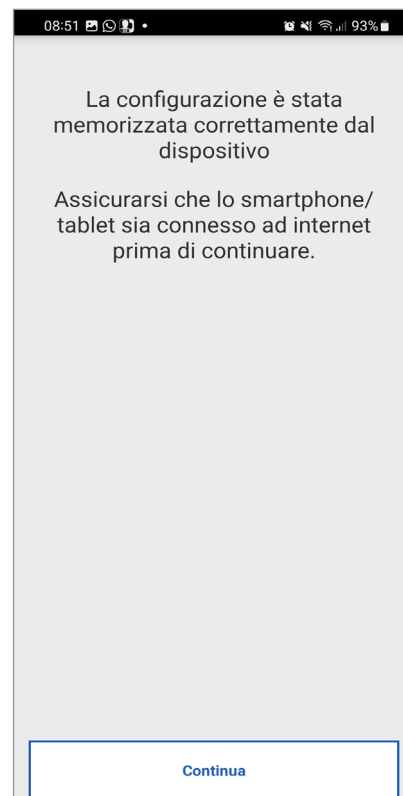 08:51 93%
La configurazione è stata
memorizzata correttamente dal
dispositivo
Assicurarsi che lo smartphone/
tablet sia connesso ad internet
prima di continuare.
Continua